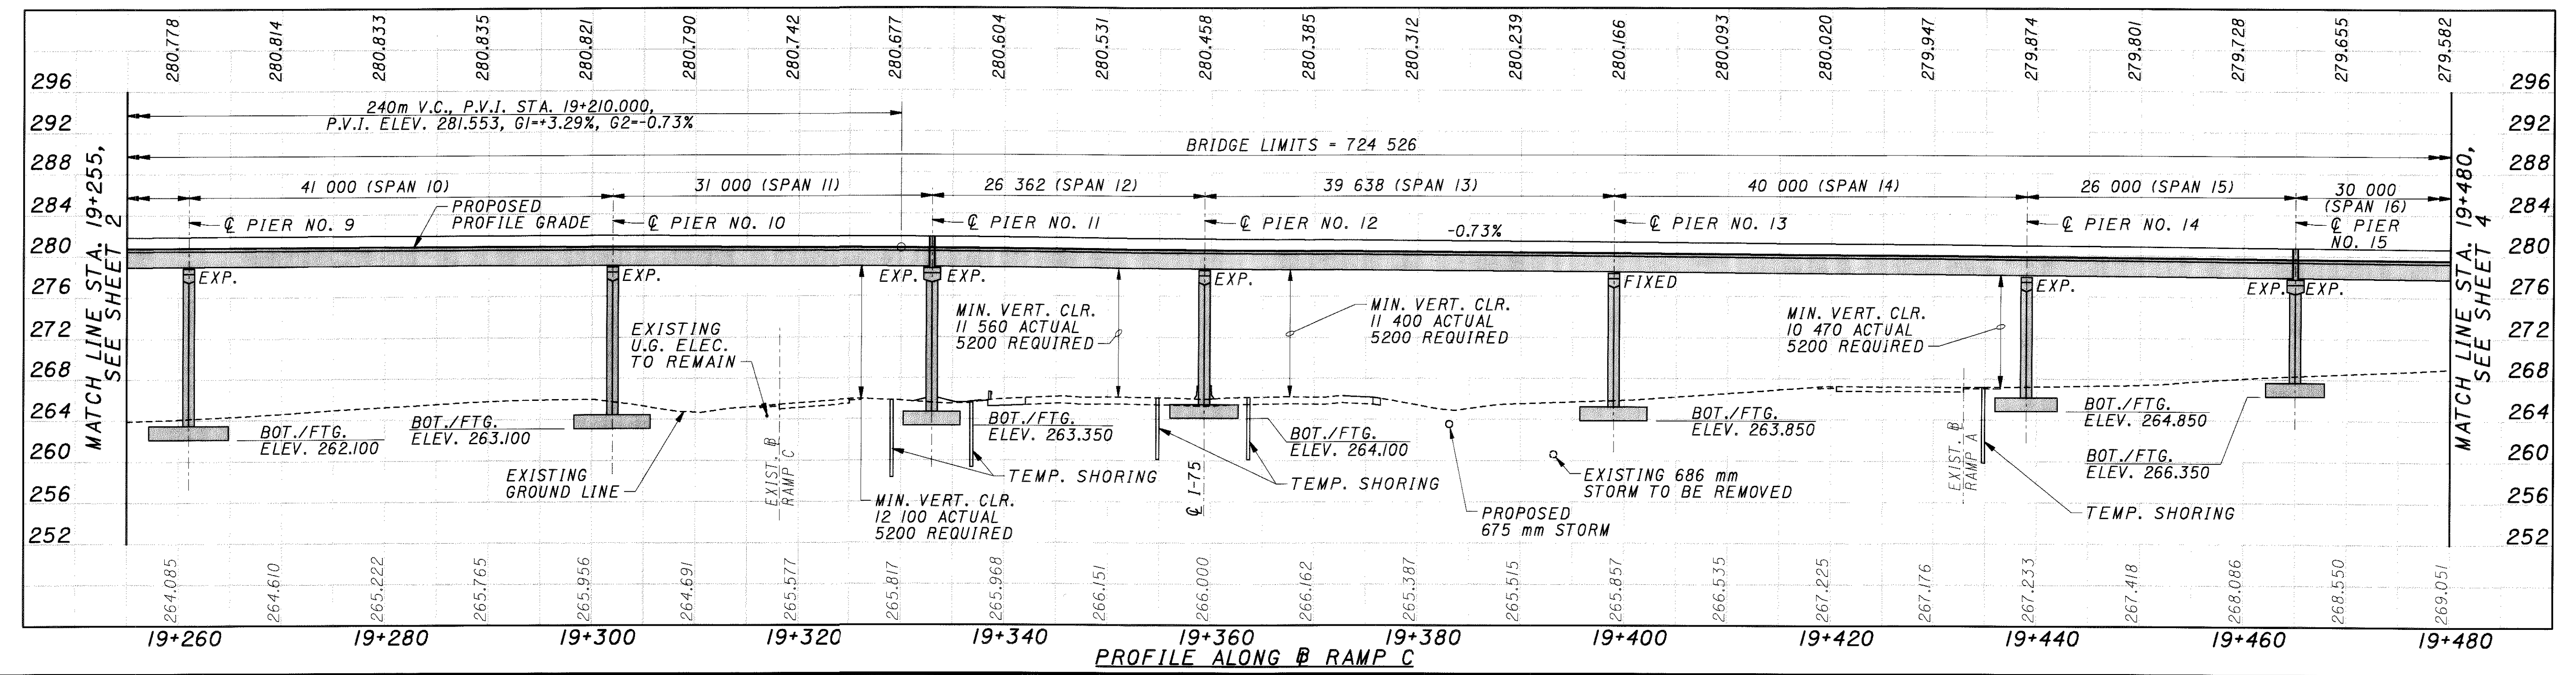 280.778 280.814 280.833 280.835 280.821 280.790 280.742 280.677 280.604 280.531 280.458 280.385 280.312 280.239 280.166 280.093 280.020 279.947 279.874 279.801 279.728 279.655 279.582
296 296
292 292
288 288
284 284
280 280
276 276
272 272
268 268
264 264
260 260
256 256
252 252
MATCH LINE STA. 19+255,
SEE SHEET 2
240m V.C., P.V.I. STA. 19+210.000,
P.V.I. ELEV. 281.553, G1=+3.29%, G2=-0.73%
BRIDGE LIMITS = 724 526
41 000 (SPAN 10)
31 000 (SPAN 11)
26 362 (SPAN 12)
39 638 (SPAN 13)
40 000 (SPAN 14)
26 000 (SPAN 15)
30 000
(SPAN 16)
PROPOSED
PROFILE GRADE
℄ PIER NO. 9
℄ PIER NO. 10
℄ PIER NO. 11
℄ PIER NO. 12
-0.73%
℄ PIER NO. 13
℄ PIER NO. 14
℄ PIER
NO. 15
EXP.
EXP.
EXP. EXP.
EXP.
FIXED
EXP.
EXP. EXP.
EXISTING
U.G. ELEC.
TO REMAIN
MIN. VERT. CLR.
11 560 ACTUAL
5200 REQUIRED
MIN. VERT. CLR.
11 400 ACTUAL
5200 REQUIRED
MIN. VERT. CLR.
10 470 ACTUAL
5200 REQUIRED
BOT./FTG.
ELEV. 262.100
BOT./FTG.
ELEV. 263.100
BOT./FTG.
ELEV. 263.350
BOT./FTG.
ELEV. 264.100
BOT./FTG.
ELEV. 263.850
BOT./FTG.
ELEV. 264.850
BOT./FTG.
ELEV. 266.350
EXISTING
GROUND LINE
EXIST. ℄
RAMP C
TEMP. SHORING
MIN. VERT. CLR.
12 100 ACTUAL
5200 REQUIRED
℄ I-75
TEMP. SHORING
PROPOSED
675 mm STORM
EXISTING 686 mm
STORM TO BE REMOVED
EXIST. ℄
RAMP A
TEMP. SHORING
MATCH LINE STA. 19+480,
SEE SHEET 4
264.085 264.610 265.222 265.765 265.956 264.691 265.577 265.817 265.968 266.151 266.000 266.162 265.387 265.515 265.857 266.535 267.225 267.176 267.233 267.418 268.086 268.550 269.051
19+260 19+280 19+300 19+320 19+340 19+360 19+380 19+400 19+420 19+440 19+460 19+480
PROFILE ALONG ℄ RAMP C